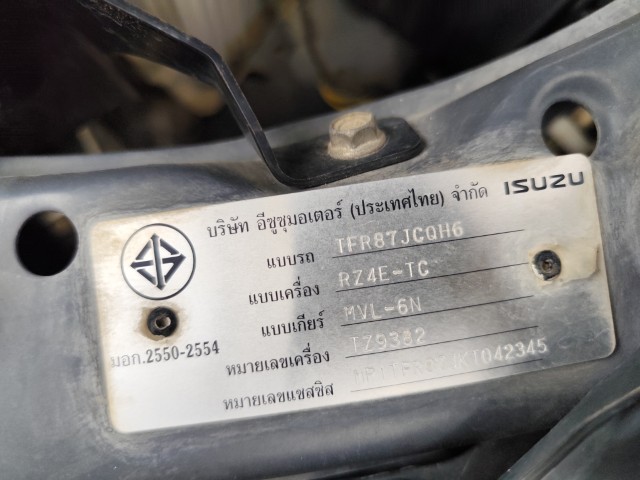 บริษัท อีซูซุมอเตอร์ (ประเทศไทย) จำกัด ISUZU
แบบรถ TFR87JCQH6
แบบเครื่อง RZ4E-TC
แบบเกียร์ MVL-6N
มอก.2550-2554
หมายเลขเครื่อง
หมายเลขแชสซิส